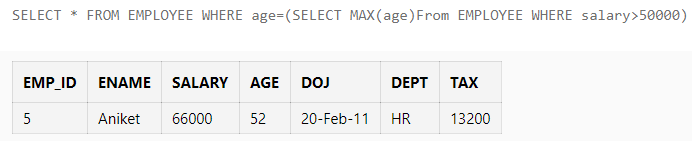 SELECT * FROM EMPLOYEE WHERE age=(SELECT MAX(age)From EMPLOYEE WHERE salary>50000)
EMP_ID ENAME SALARY AGE DOJ DEPT TAX
5 Aniket 66000 52 20-Feb-11 HR 13200